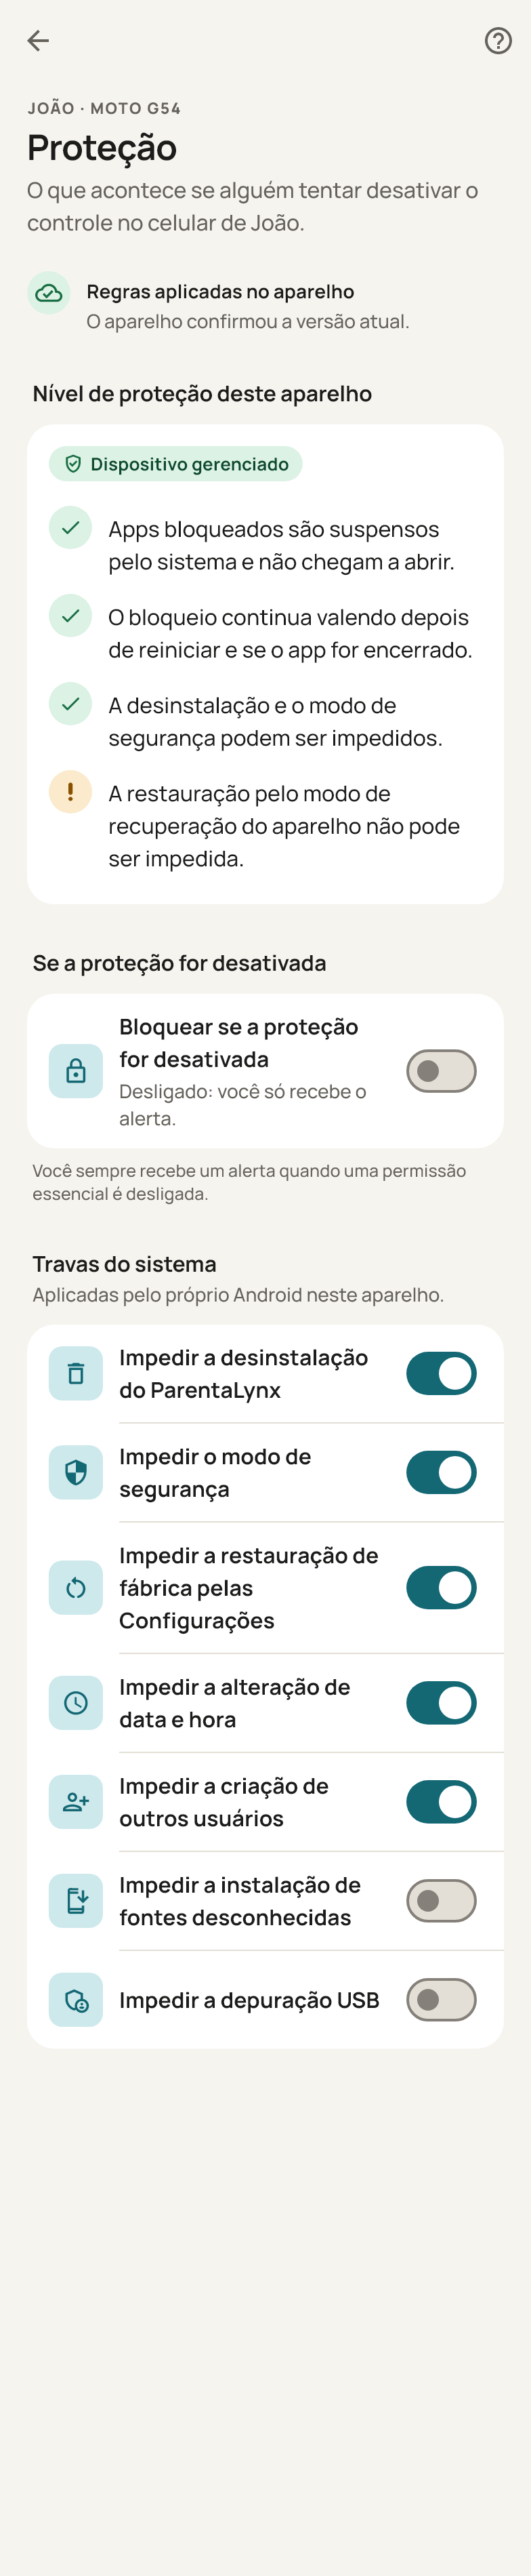 JOÃO · MOTO G54
Proteção
O que acontece se alguém tentar desativar o
controle no celular de João.
Regras aplicadas no aparelho
O aparelho confirmou a versão atual.
Nível de proteção deste aparelho
Dispositivo gerenciado
Apps bloqueados são suspensos
pelo sistema e não chegam a abrir.
O bloqueio continua valendo depois
de reiniciar e se o app for encerrado.
A desinstalação e o modo de
segurança podem ser impedidos.
A restauração pelo modo de
recuperação do aparelho não pode
ser impedida.
Se a proteção for desativada
Bloquear se a proteção
for desativada
Desligado: você só recebe o
alerta.
Você sempre recebe um alerta quando uma permissão
essencial é desligada.
Travas do sistema
Aplicadas pelo próprio Android neste aparelho.
Impedir a desinstalação
do ParentaLynx
Impedir o modo de
segurança
Impedir a restauração de
fábrica pelas
Configurações
Impedir a alteração de
data e hora
Impedir a criação de
outros usuários
Impedir a instalação de
fontes desconhecidas
Impedir a depuração USB